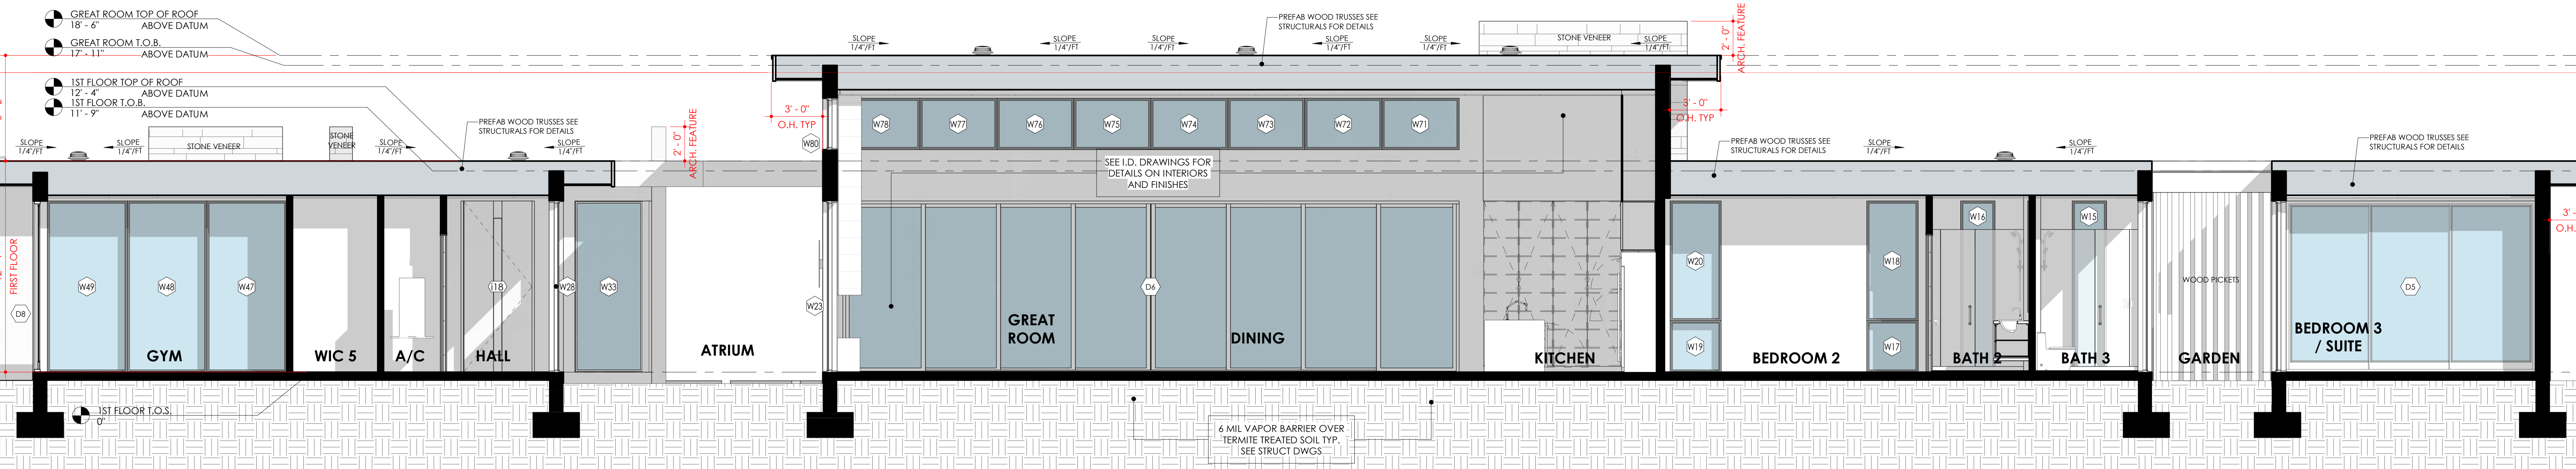 GREAT ROOM TOP OF ROOF
18' - 6" ABOVE DATUM
GREAT ROOM T.O.B.
17' - 11" ABOVE DATUM
1ST FLOOR TOP OF ROOF
12' - 4" ABOVE DATUM
1ST FLOOR T.O.B.
11' - 9" ABOVE DATUM
SLOPE
1/4"/FT
SLOPE
1/4"/FT
STONE VENEER
STONE
VENEER
SLOPE
1/4"/FT
PREFAB WOOD TRUSSES SEE
STRUCTURALS FOR DETAILS
SLOPE
1/4"/FT
2' - 0"
ARCH. FEATURE
3' - 0"
O.H. TYP
SLOPE
1/4"/FT
SLOPE
1/4"/FT
SLOPE
1/4"/FT
PREFAB WOOD TRUSSES SEE
STRUCTURALS FOR DETAILS
SLOPE
1/4"/FT
SLOPE
1/4"/FT
STONE VENEER
SLOPE
1/4"/FT
2' - 0"
ARCH. FEATURE
3' - 0"
O.H. TYP
PREFAB WOOD TRUSSES SEE
STRUCTURALS FOR DETAILS
SLOPE
1/4"/FT
SLOPE
1/4"/FT
PREFAB WOOD TRUSSES SEE
STRUCTURALS FOR DETAILS
3' -
O.H.
W80
W78
W77
W76
W75
W74
W73
W72
W71
SEE I.D. DRAWINGS FOR
DETAILS ON INTERIORS
AND FINISHES
FIRST FLOOR
D8
W49
W48
W47
i18
W28
W33
W23
D6
W20
W19
W18
W17
W16
W15
WOOD PICKETS
D5
GYM
WIC 5
A/C
HALL
ATRIUM
GREAT
ROOM
DINING
KITCHEN
BEDROOM 2
BATH 2
BATH 3
GARDEN
BEDROOM 3
/ SUITE
1ST FLOOR T.O.S.
0"
6 MIL VAPOR BARRIER OVER
TERMITE TREATED SOIL TYP.
SEE STRUCT DWGS